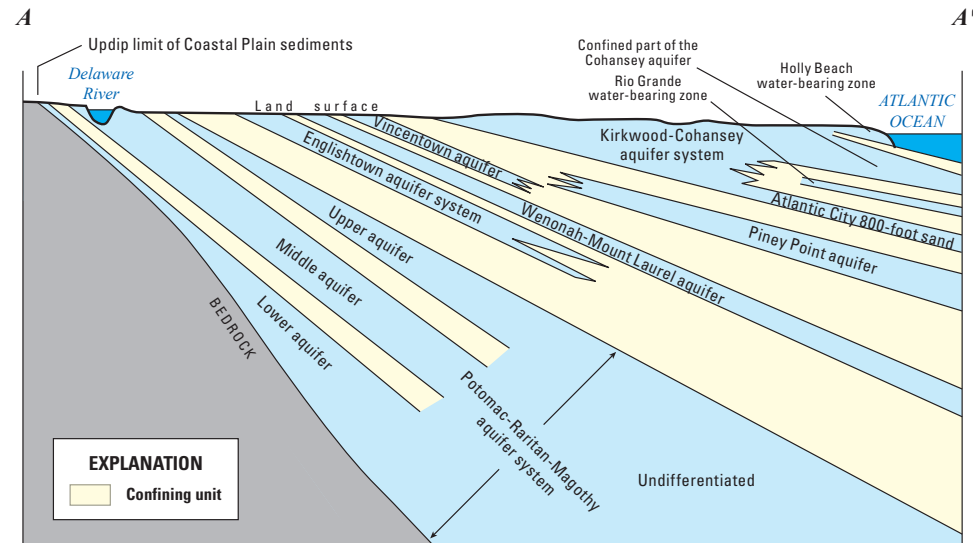 A
A'
Updip limit of Coastal Plain sediments
Delaware
River
Land surface
Confined part of the
Cohansey aquifer
Rio Grande
water-bearing zone
Holly Beach
water-bearing zone
ATLANTIC
OCEAN
Kirkwood-Cohansey
aquifer system
Vincentown aquifer
Englishtown aquifer system
Wenonah-Mount Laurel aquifer
Atlantic City 800-foot sand
Piney Point aquifer
Upper aquifer
Middle aquifer
Lower aquifer
BEDROCK
Potomac-Raritan-Magothy
aquifer system
Undifferentiated
EXPLANATION
Confining unit